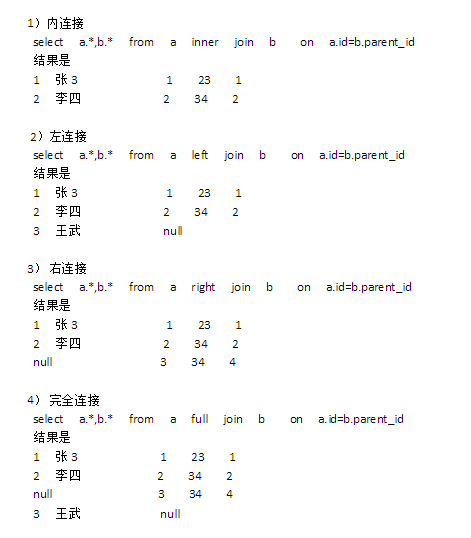 1）内连接
select a.*,b.* from a inner join b on a.id=b.parent_id
结果是
1 张3 1 23 1
2 李四 2 34 2
2）左连接
select a.*,b.* from a left join b on a.id=b.parent_id
结果是
1 张3 1 23 1
2 李四 2 34 2
3 王武 null
3） 右连接
select a.*,b.* from a right join b on a.id=b.parent_id
结果是
1 张3 1 23 1
2 李四 2 34 2
null 3 34 4
4） 完全连接
select a.*,b.* from a full join b on a.id=b.parent_id
结果是
1 张3 1 23 1
2 李四 2 34 2
null 3 34 4
3 王武 null